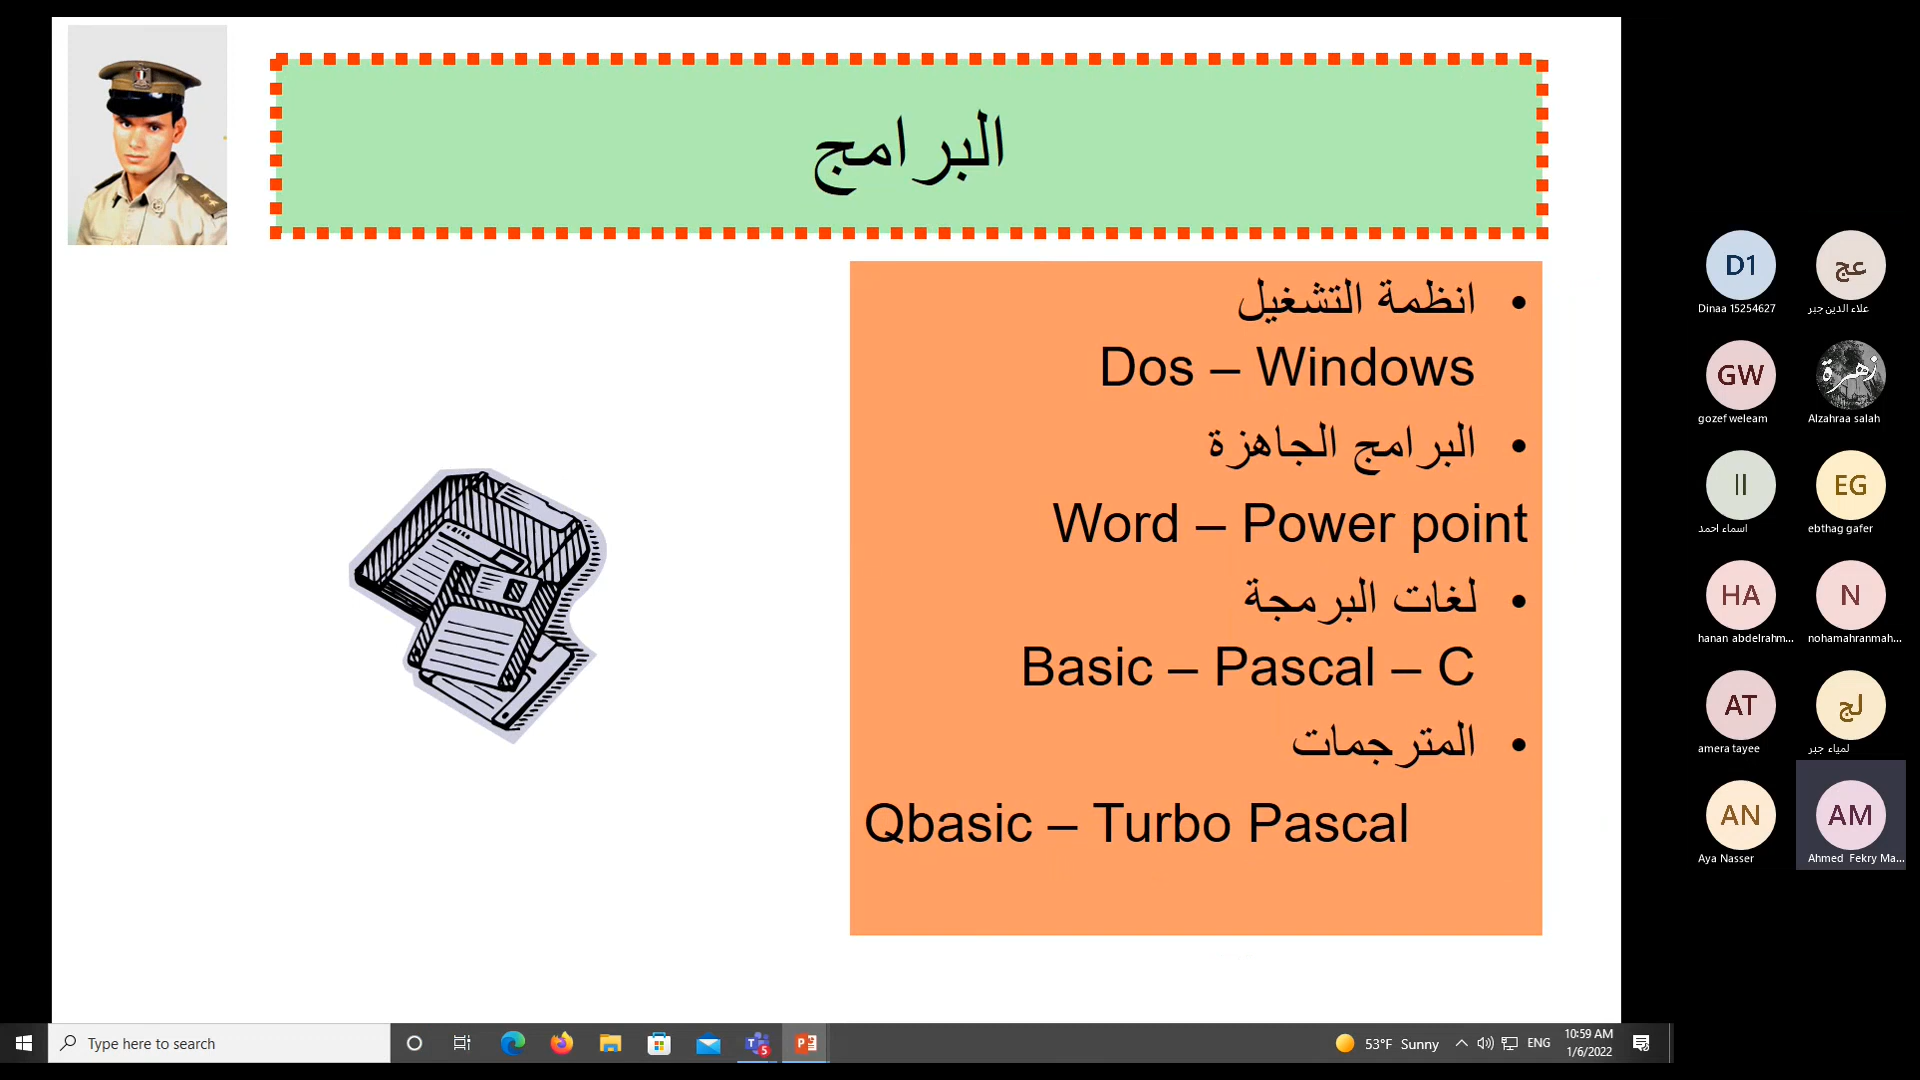 البرامج
انظمة التشغيل
Dos – Windows
البرامج الجاهزة
Word – Power point
لغات البرمجة
Basic – Pascal – C
المترجمات
Qbasic – Turbo Pascal
D1
Dinaa 15254627
عج
علاء الدين جبر
GW
gozef weleam
زهرة
Alzahraa salah
اا
اسماء احمد
EG
ebthag gafer
HA
hanan abdelrahm...
N
nohamahranmah...
AT
amera tayee
لج
لمياء جبر
AN
Aya Nasser
AM
Ahmed Fekry Ma...
Type here to search
53°F Sunny
ENG
10:59 AM
1/6/2022